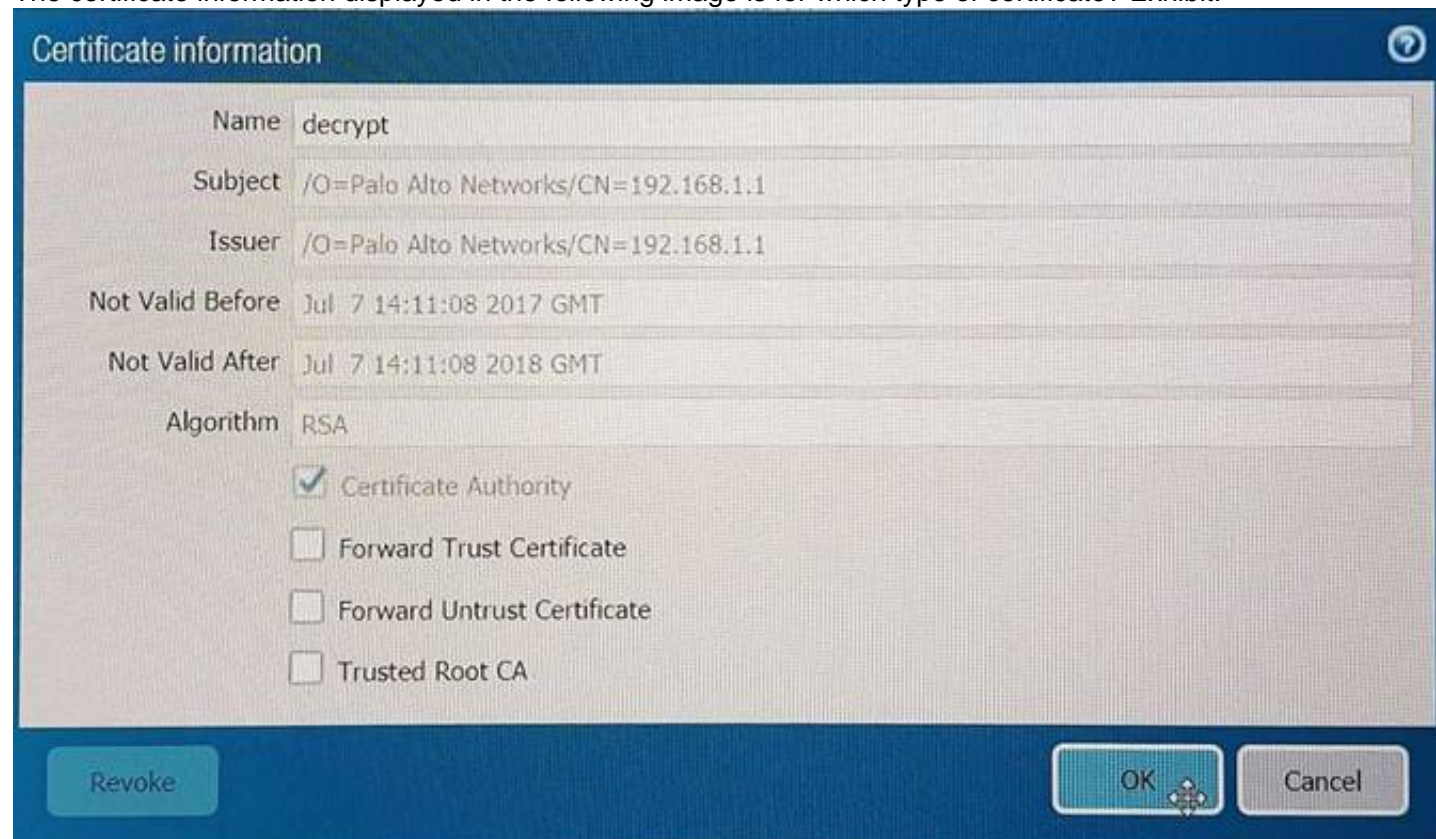 The certificate information displayed in the following image is for which type of certificate? Exhibit:
Certificate information
Name decrypt
Subject /O=Palo Alto Networks/CN=192.168.1.1
Issuer /O=Palo Alto Networks/CN=192.168.1.1
Not Valid Before Jul 7 14:11:08 2017 GMT
Not Valid After Jul 7 14:11:08 2018 GMT
Algorithm RSA
Certificate Authority
Forward Trust Certificate
Forward Untrust Certificate
Trusted Root CA
Revoke OK Cancel